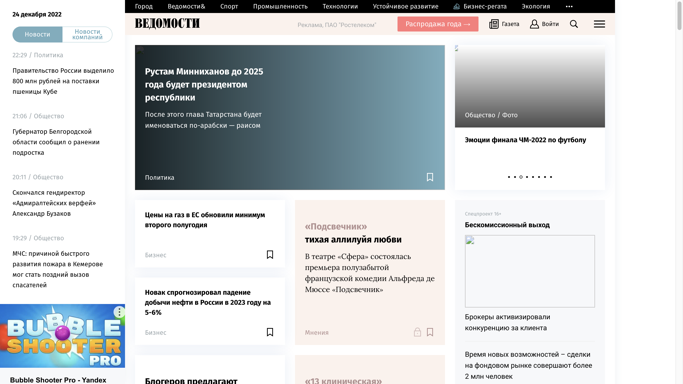 Город Ведомости& Спорт Промышленность Технологии Устойчивое развитие Бизнес-регата Экология •••
24 декабря 2022
Новости
Новости
компаний
ВЕДОМОСТИ
Реклама, ПАО "Ростелеком"
Распродажа года →
Газета
Войти
22:29 / Политика
Правительство России выделило
800 млн рублей на поставки
пшеницы Кубе
21:06 / Общество
Губернатор Белгородской
области сообщил о ранении
подростка
20:11 / Общество
Скончался гендиректор
«Адмиралтейских верфей»
Александр Бузаков
19:29 / Общество
МЧС: причиной быстрого
развития пожара в Кемерове
мог стать поздний вызов
спасателей
BUBBLE
SHOOTER
PRO
Bubble Shooter Pro - Yandex
Рустам Минниханов до 2025
года будет президентом
республики
После этого глава Татарстана будет
именоваться по-арабски — раисом
Политика
Общество / Фото
Эмоции финала ЧМ-2022 по футболу
Цены на газ в ЕС обновили минимум
второго полугодия
Бизнес
Новак спрогнозировал падение
добычи нефти в России в 2023 году на
5–6%
Бизнес
Блогеров предлагают
«Подсвечник»
тихая аллилуйя любви
В театре «Сфера» состоялась
премьера полузабытой
французской комедии Альфреда де
Мюссе «Подсвечник»
Мнения
«13 клиническая»
Спецпроект 16+
Бескомиссионный выход
Брокеры активизировали
конкуренцию за клиента
Время новых возможностей – сделки
на фондовом рынке совершают более
2 млн человек